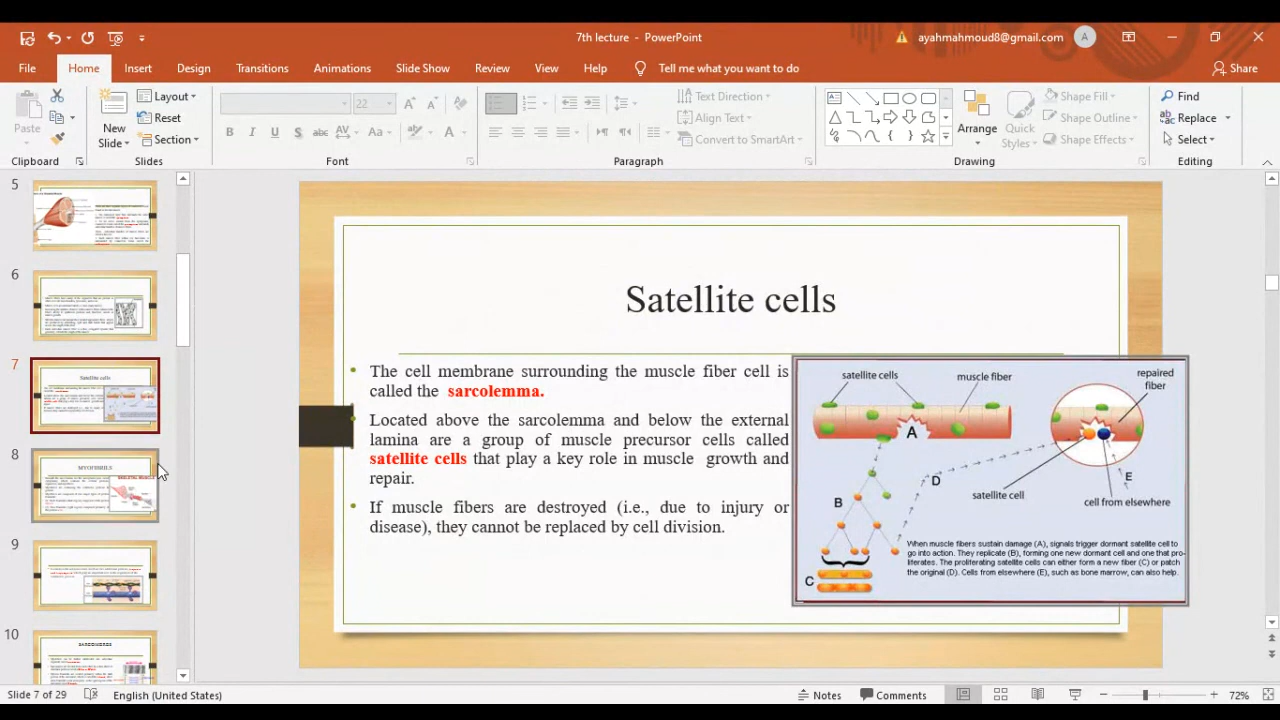 7th lecture - PowerPoint
ayahmahmoud8@gmail.com
A
File
Home
Insert
Design
Transitions
Animations
Slide Show
Review
View
Help
Tell me what you want to do
Share
Paste
New
Slide
Layout
Reset
Section
22
Text Direction
Align Text
Convert to SmartArt
Arrange
Quick
Styles
Shape Fill
Shape Outline
Shape Effects
Find
Replace
Select
Clipboard
Slides
Font
Paragraph
Drawing
Editing
5
6
7
Satellite cells
8
MYOFIBRILS
9
10
SARCOMERES
Satellite cells
The cell membrane surrounding the muscle fiber cell is
called the sarcolemma.
Located above the sarcolemma and below the external
lamina are a group of muscle precursor cells called
satellite cells that play a key role in muscle growth and
repair.
If muscle fibers are destroyed (i.e., due to injury or
disease), they cannot be replaced by cell division.
satellite cells
muscle fiber
repaired
fiber
A
B
C
D
E
satellite cell
cell from elsewhere
When muscle fibers sustain damage (A), signals trigger dormant satellite cell to
go into action. They replicate (B), forming one new dormant cell and one that pro-
liferates. The proliferating satellite cells can either form a new fiber (C) or patch
the original (D). Cells from elsewhere (E), such as bone marrow, can also help.
Slide 7 of 29
English (United States)
Notes
Comments
72%